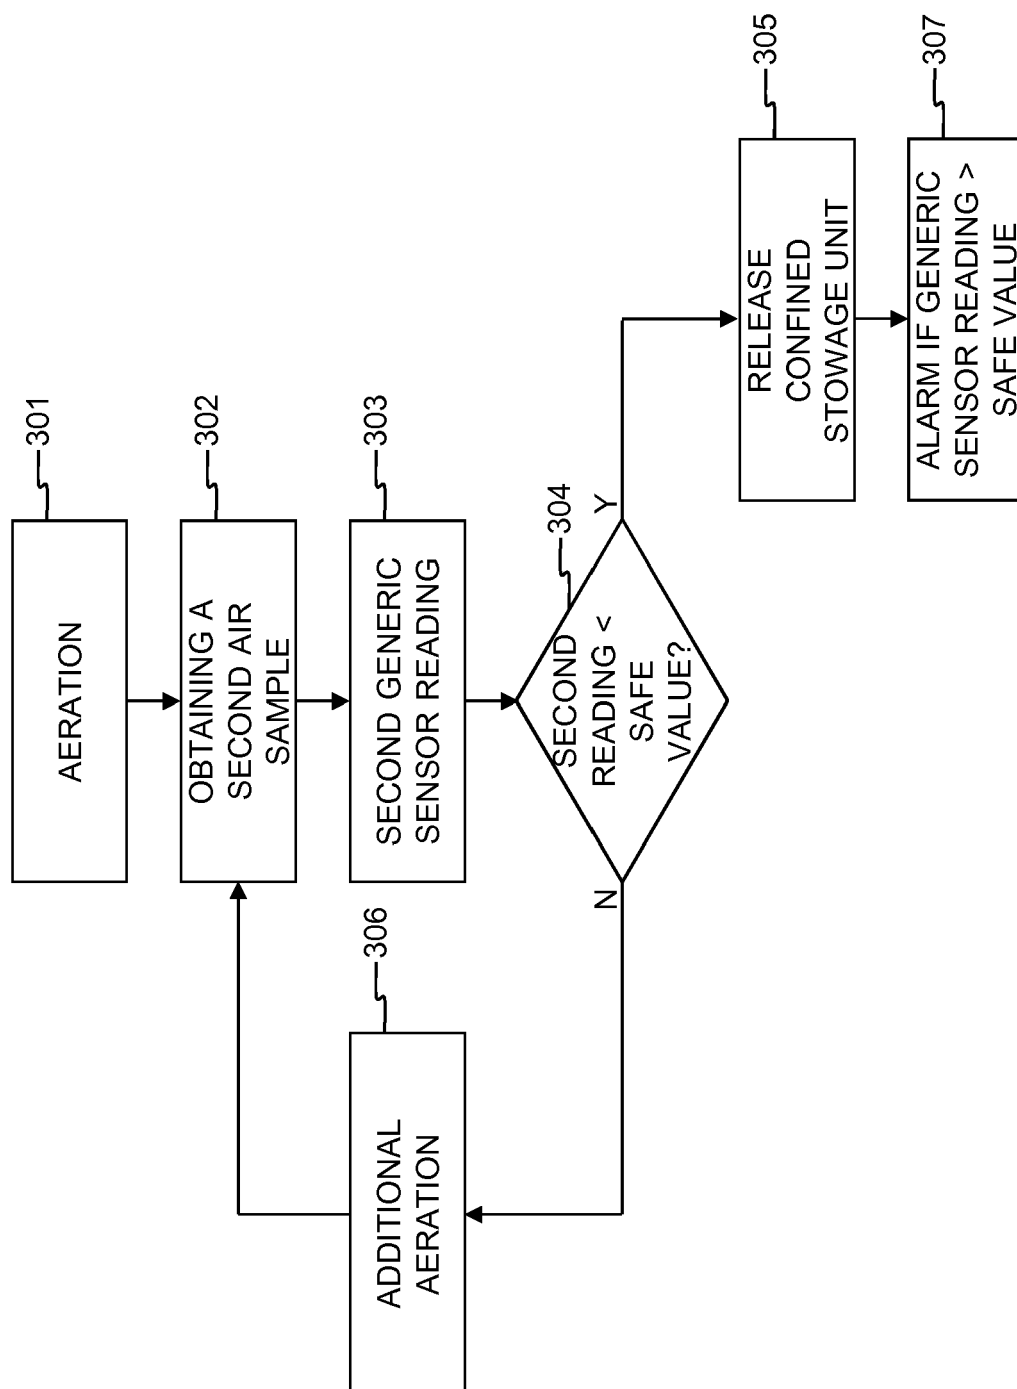 301
AERATION
302
OBTAINING A
SECOND AIR
SAMPLE
303
SECOND GENERIC
SENSOR READING
304
SECOND
READING <
SAFE
VALUE?
Y
N
305
RELEASE
CONFINED
STOWAGE UNIT
306
ADDITIONAL
AERATION
307
ALARM IF GENERIC
SENSOR READING >
SAFE VALUE